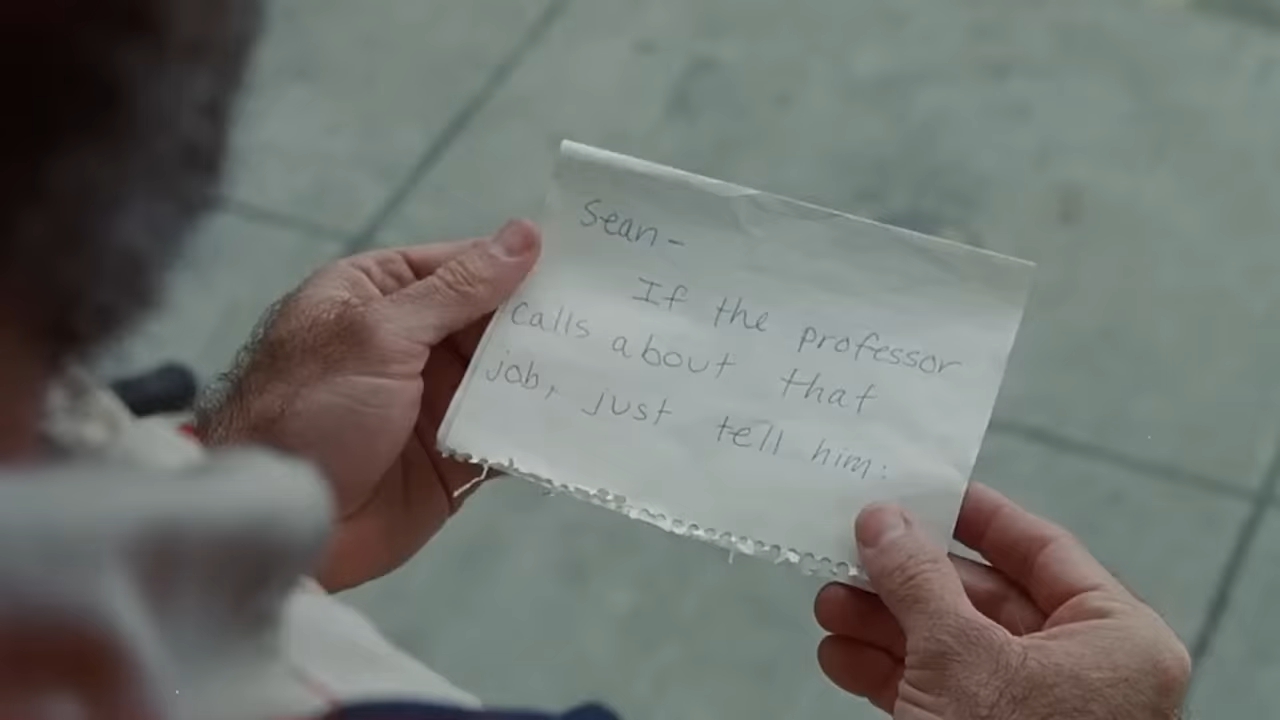 Sean-
If the professor
calls about that
job, just tell him: